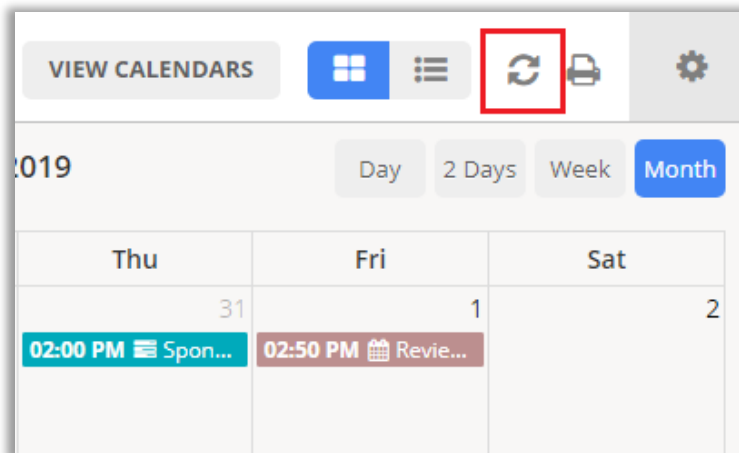 VIEW CALENDARS
2019
Day 2 Days Week Month
Thu Fri Sat
31 1 2
02:00 PM Spon... 02:50 PM Revie...